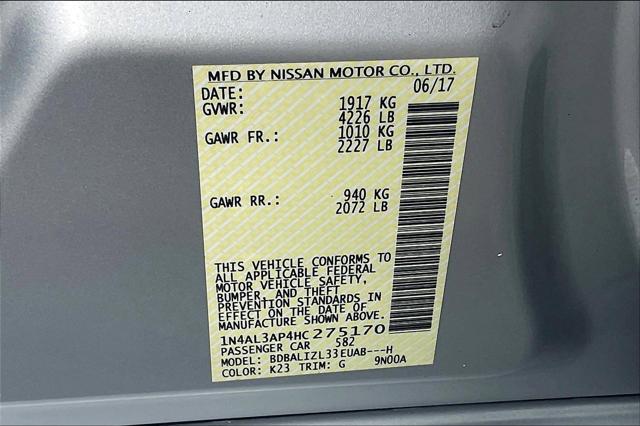 MFD BY NISSAN MOTOR CO., LTD.
DATE: 06/17
GVWR: 1917 KG
4226 LB
GAWR FR.: 1010 KG
2227 LB
GAWR RR.: 940 KG
2072 LB
THIS VEHICLE CONFORMS TO
ALL APPLICABLE FEDERAL
MOTOR VEHICLE SAFETY,
BUMPER, AND THEFT
PREVENTION STANDARDS IN
EFFECT ON THE DATE OF
MANUFACTURE SHOWN ABOVE.
1N4AL3AP4HC275170
PASSENGER CAR 582
MODEL: BDBALIZL33EUAB---H
COLOR: K23 TRIM: G 9N00A